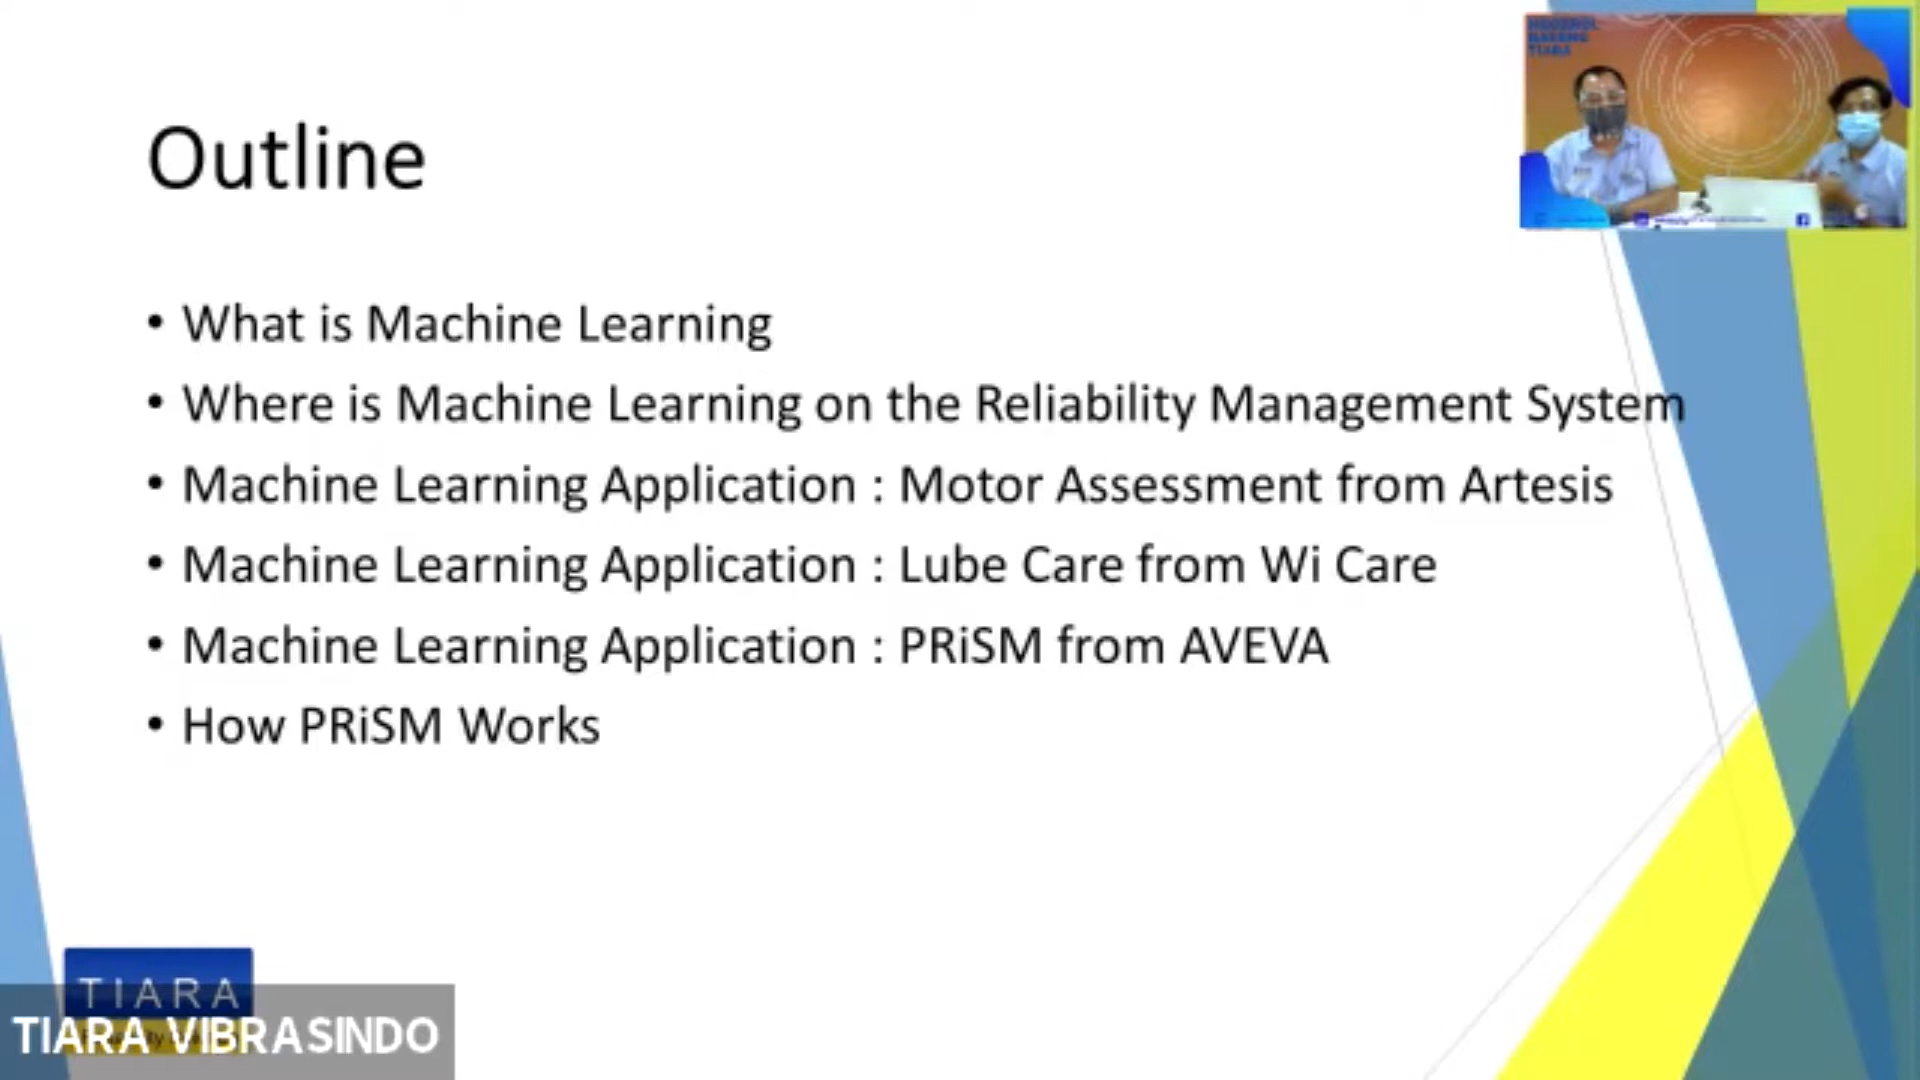 Outline
• What is Machine Learning
• Where is Machine Learning on the Reliability Management System
• Machine Learning Application : Motor Assessment from Artesis
• Machine Learning Application : Lube Care from Wi Care
• Machine Learning Application : PRiSM from AVEVA
• How PRiSM Works
TIARA
TIARA VIBRASINDO